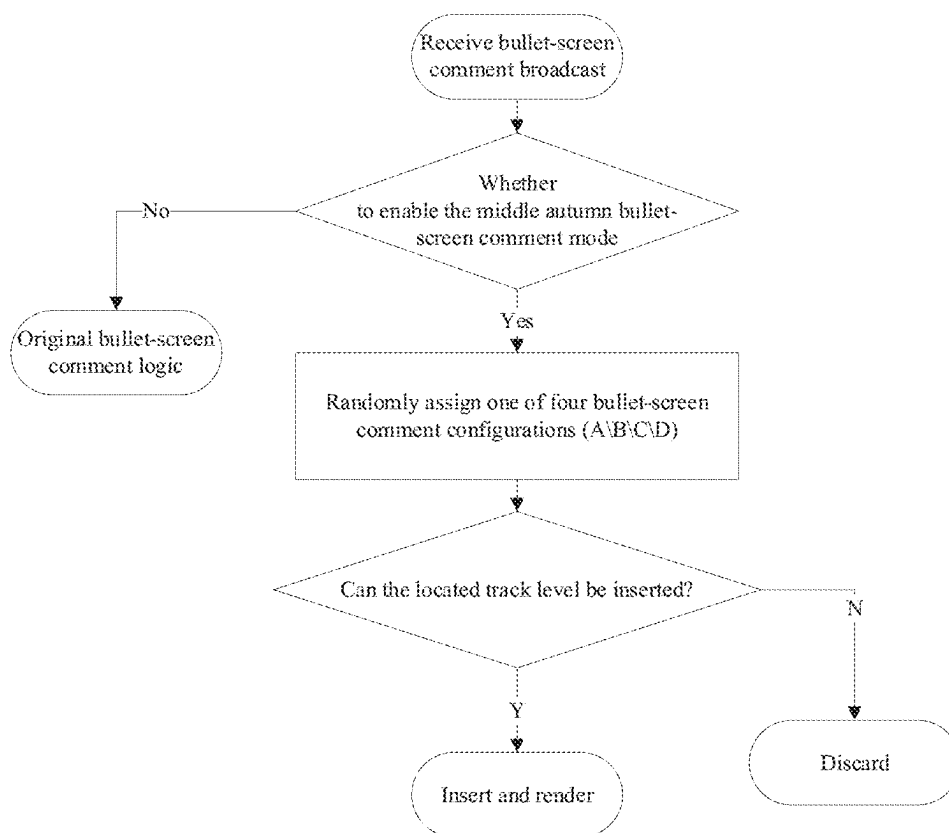 Receive bullet-screen
comment broadcast
Whether
to enable the middle autumn bullet-
screen comment mode
No
Yes
Original bullet-screen
comment logic
Randomly assign one of four bullet-screen
comment configurations (A\B\C\D)
Can the located track level be inserted?
N
Y
Discard
Insert and render